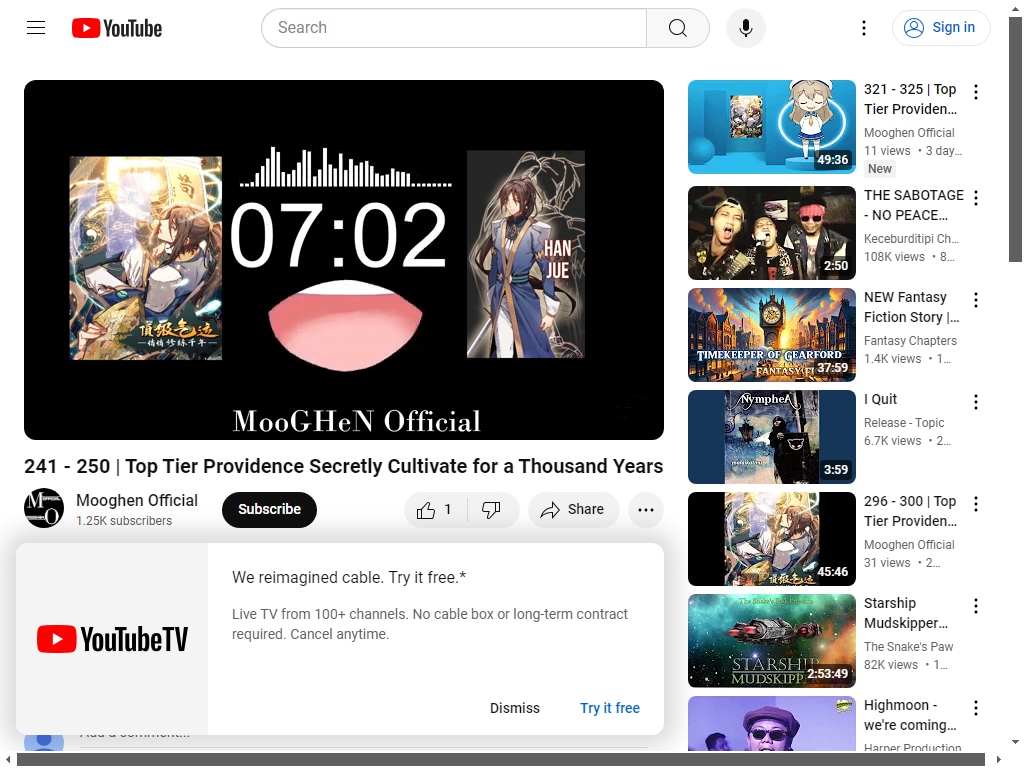 YouTube
Search
Sign in
07:02
HAN
JUE
頂級气运
悄悄修练千年
MooGHeN Official
241 - 250 | Top Tier Providence Secretly Cultivate for a Thousand Years
Mooghen Official
1.25K subscribers
Subscribe
1
Share
We reimagined cable. Try it free.*
Live TV from 100+ channels. No cable box or long-term contract
required. Cancel anytime.
YouTubeTV
Dismiss
Try it free
Add a comment...
321 - 325 | Top
Tier Providen...
Mooghen Official
11 views • 3 day...
New
49:36
THE SABOTAGE
- NO PEACE...
Keceburditipi Ch...
108K views • 8...
2:50
NEW Fantasy
Fiction Story |...
Fantasy Chapters
1.4K views • 1...
TIMEKEEPER OF GEARFORD
37:59
I Quit
Release - Topic
6.7K views • 2...
NympheA
3:59
296 - 300 | Top
Tier Providen...
Mooghen Official
31 views • 2...
45:46
Starship
Mudskipper...
The Snake's Paw
82K views • 1...
STARSHIP
MUDSKIPP
2:53:49
Highmoon -
we're coming...
Harper Production